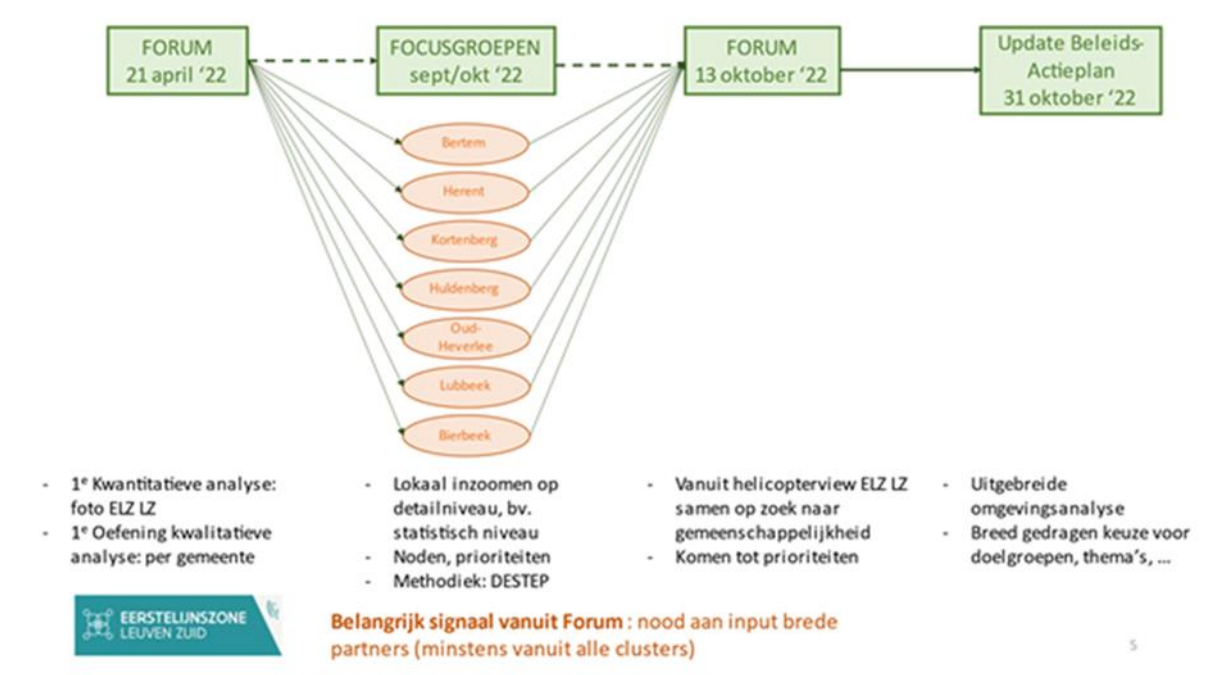 FORUM
21 april ‘22
FOCUSGROEPEN
sept/okt ‘22
FORUM
13 oktober ‘22
Update Beleids-
Actieplan
31 oktober ‘22
Bertem
Herent
Kortenberg
Huldenberg
Oud-
Heverlee
Lubbeek
Bierbeek
- 1e Kwantitatieve analyse:
foto ELZ LZ
- 1e Oefening kwalitatieve
analyse: per gemeente
- Lokaal inzoomen op
detailniveau, bv.
statistisch niveau
- Noden, prioriteiten
- Methodiek: DESTEP
- Vanuit helicopterview ELZ LZ
samen op zoek naar
gemeenschappelijkheid
- Komen tot prioriteiten
- Uitgebreide
omgevingsanalyse
- Breed gedragen keuze voor
doelgroepen, thema’s, ...
EERSTELIJNSZONE
LEUVEN ZUID
Belangrijk signaal vanuit Forum : nood aan input brede
partners (minstens vanuit alle clusters)
5